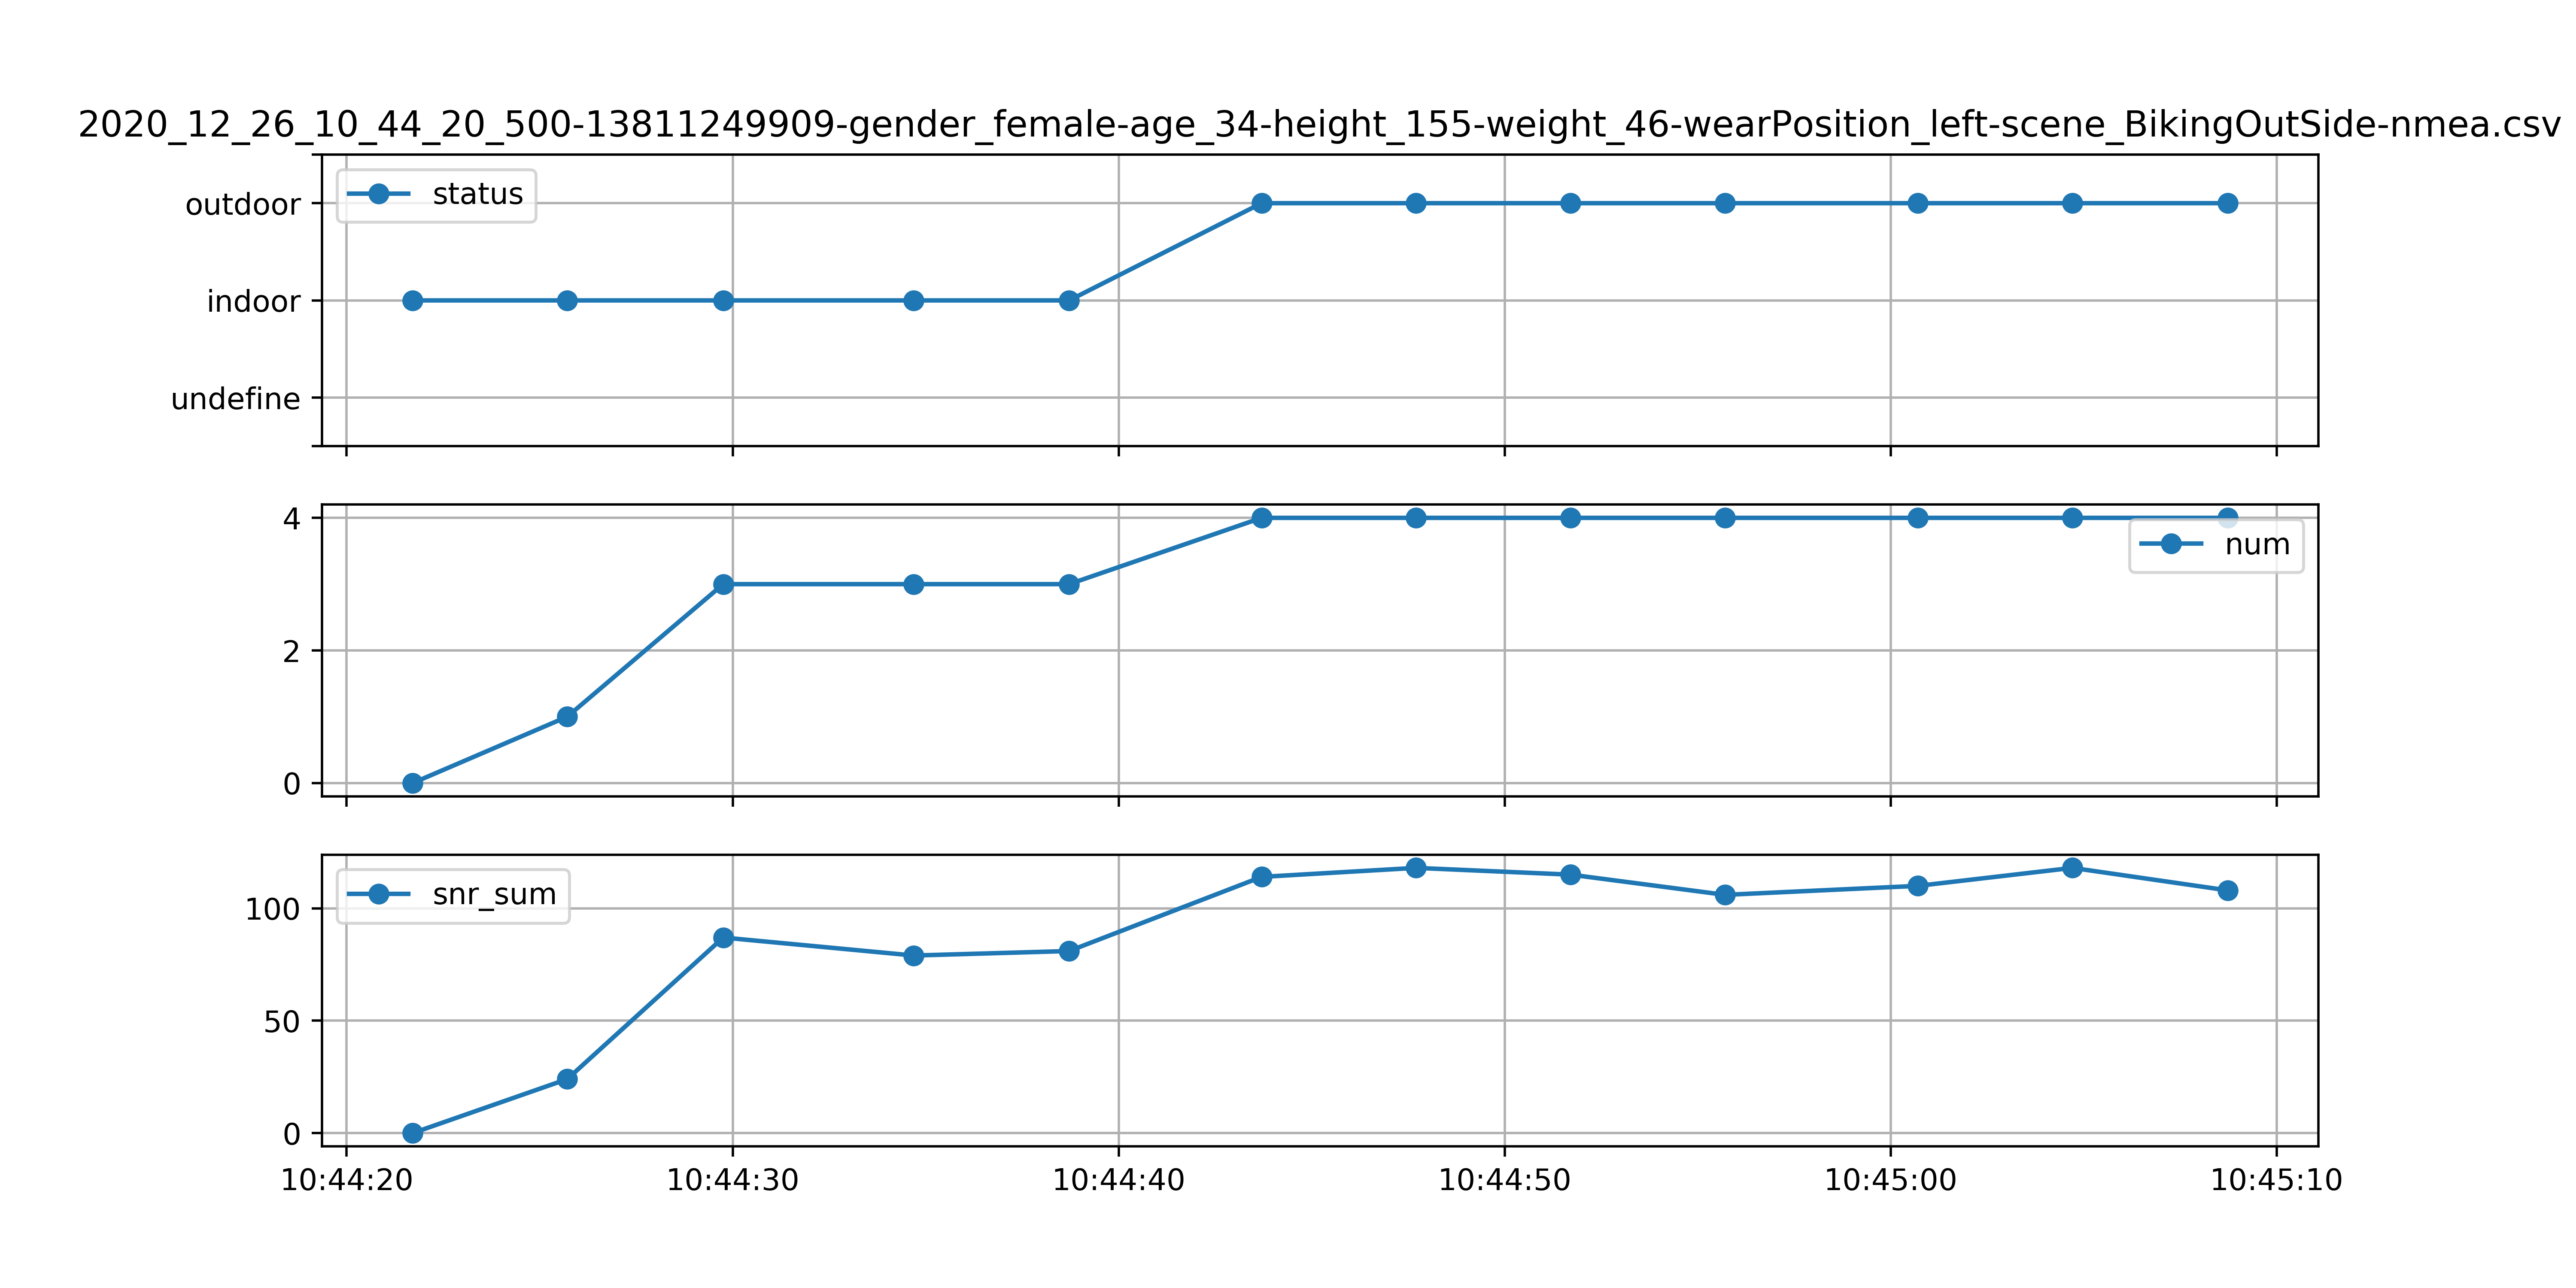 2020_12_26_10_44_20_500-13811249909-gender_female-age_34-height_155-weight_46-wearPosition_left-scene_BikingOutSide-nmea.csv
status
outdoor
indoor
undefine
4
num
2
0
snr_sum
100
50
0
10:44:20 10:44:30 10:44:40 10:44:50 10:45:00 10:45:10